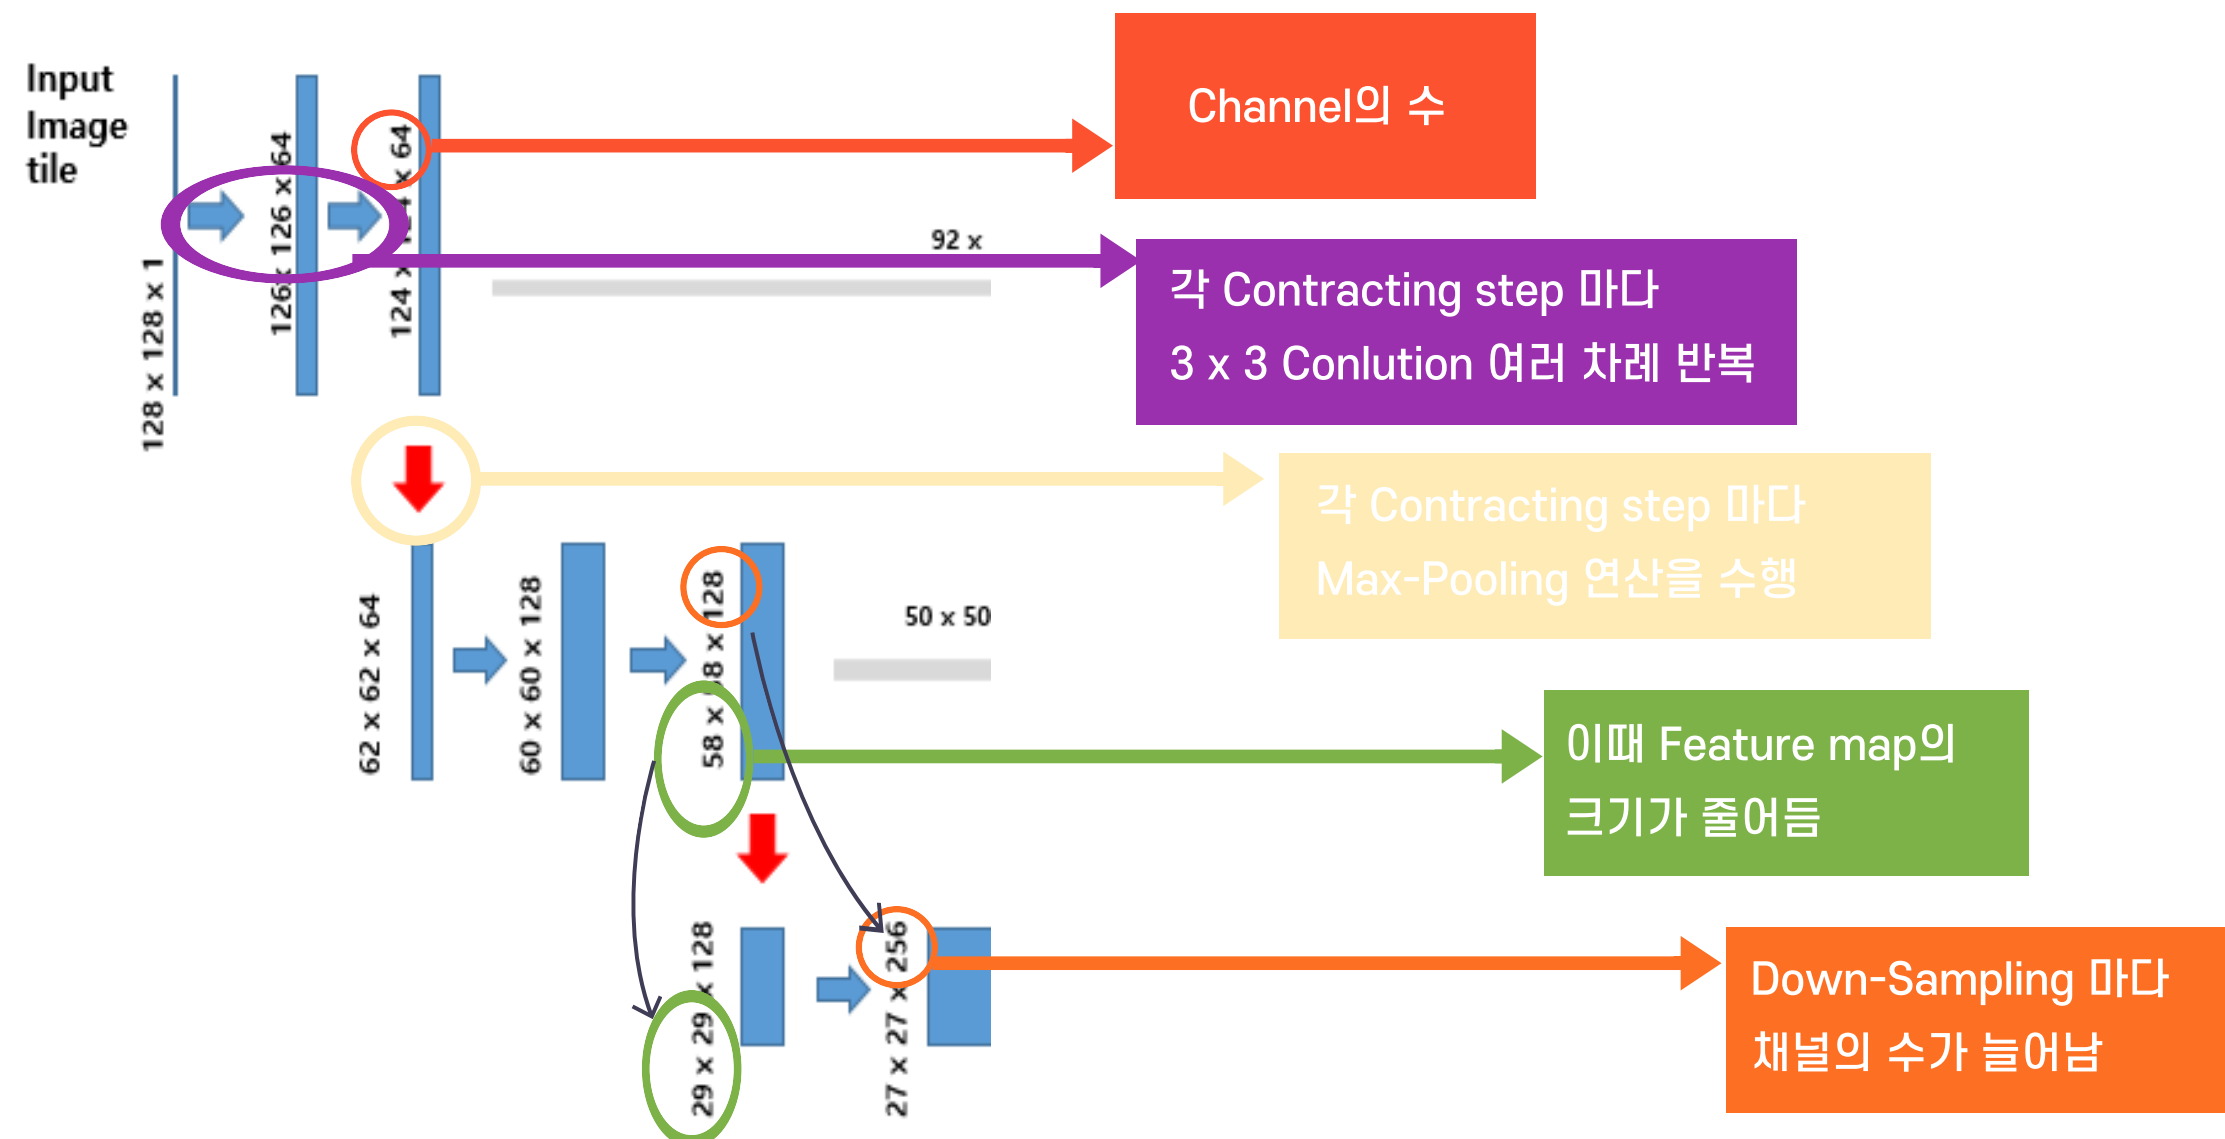 Input
Image
tile
128 x 128 x 1
126 x 126 x 64
124 x 124 x 64
Channel의 수
92 x
각 Contracting step 마다
3 x 3 Conlution 여러 차례 반복
각 Contracting step 마다
Max-Pooling 연산을 수행
62 x 62 x 64
60 x 60 x 128
58 x 58 x 128
50 x 50
이때 Feature map의
크기가 줄어듬
29 x 29 x 128
27 x 27 x 256
Down-Sampling 마다
채널의 수가 늘어남